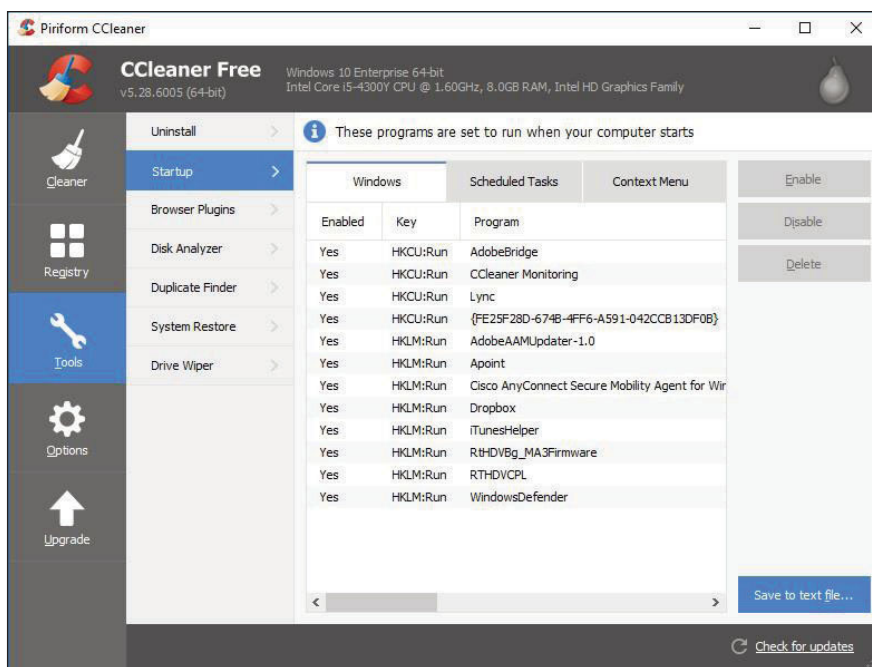 Piriform CCleaner
CCleaner Free
v5.28.6005 (64-bit)
Windows 10 Enterprise 64-bit
Intel Core i5-4300Y CPU @ 1.60GHz, 8.0GB RAM, Intel HD Graphics Family
Cleaner
Registry
Tools
Options
Upgrade
Uninstall
Startup
Browser Plugins
Disk Analyzer
Duplicate Finder
System Restore
Drive Wiper
These programs are set to run when your computer starts
Windows Scheduled Tasks Context Menu
Enabled Key Program
Yes HKCU:Run AdobeBridge
Yes HKCU:Run CCleaner Monitoring
Yes HKCU:Run Lync
Yes HKCU:Run {FE25F28D-674B-4FF6-A591-042CCB13DF0B}
Yes HKLM:Run AdobeAAMUpdater-1.0
Yes HKLM:Run Apoint
Yes HKLM:Run Cisco AnyConnect Secure Mobility Agent for Wir
Yes HKLM:Run Dropbox
Yes HKLM:Run iTunesHelper
Yes HKLM:Run RtHDVBg_MA3Firmware
Yes HKLM:Run RTHDVCPL
Yes HKLM:Run WindowsDefender
Enable
Disable
Delete
Save to text file...
Check for updates